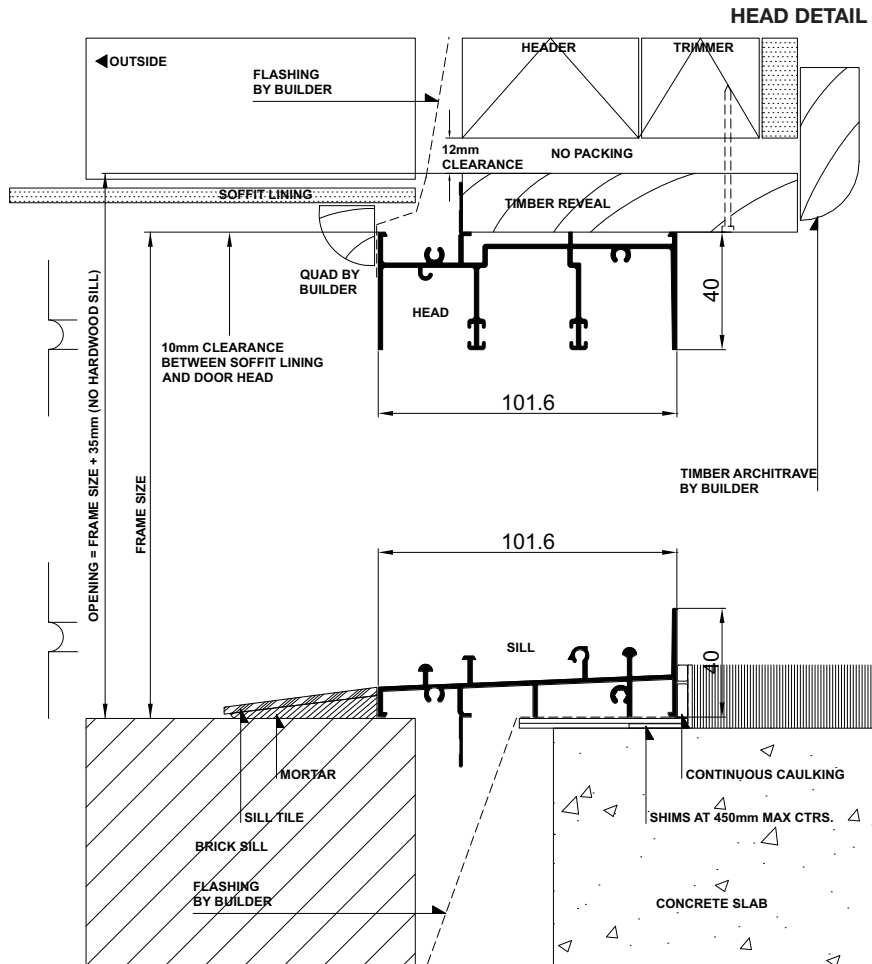 HEAD DETAIL
OUTSIDE
FLASHING
BY BUILDER
HEADER
TRIMMER
12mm
CLEARANCE
NO PACKING
SOFFIT LINING
TIMBER REVEAL
QUAD BY
BUILDER
HEAD
40
10mm CLEARANCE
BETWEEN SOFFIT LINING
AND DOOR HEAD
101.6
OPENING = FRAME SIZE + 35mm (NO HARDWOOD SILL)
FRAME SIZE
TIMBER ARCHITRAVE
BY BUILDER
101.6
SILL
40
MORTAR
CONTINUOUS CAULKING
SILL TILE
SHIMS AT 450mm MAX CTRS.
BRICK SILL
FLASHING
BY BUILDER
CONCRETE SLAB